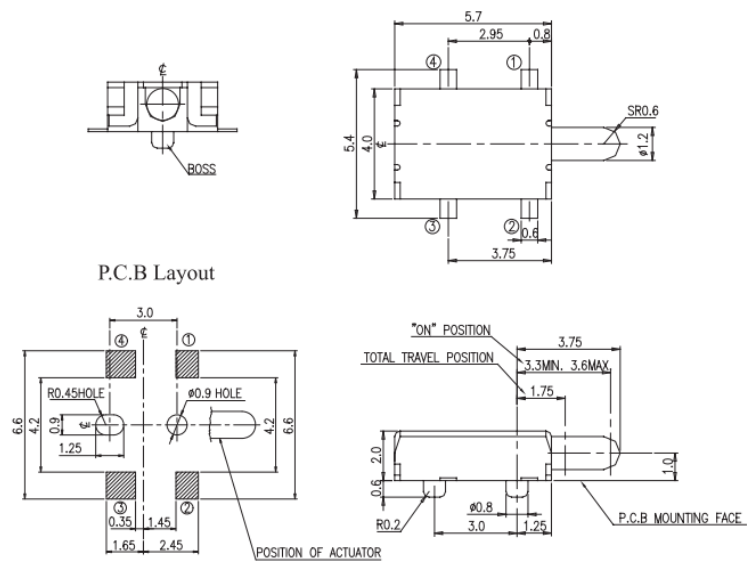 5.7
2.95
0.8
④
①
℄
BOSS
5.4
4.0
℄
SR0.6
ø1.2
③
②
0.6
3.75
P.C.B Layout
3.0
℄
④
①
R0.45HOLE
ø0.9 HOLE
6.6
4.2
0.9
℄
1.25
4.2
6.6
③
②
0.35
1.45
1.65
2.45
POSITION OF ACTUATOR
"ON" POSITION
3.75
TOTAL TRAVEL POSITION
3.3MIN. 3.6MAX
1.75
2.0
0.6
1.0
R0.2
ø0.8
3.0
1.25
P.C.B MOUNTING FACE